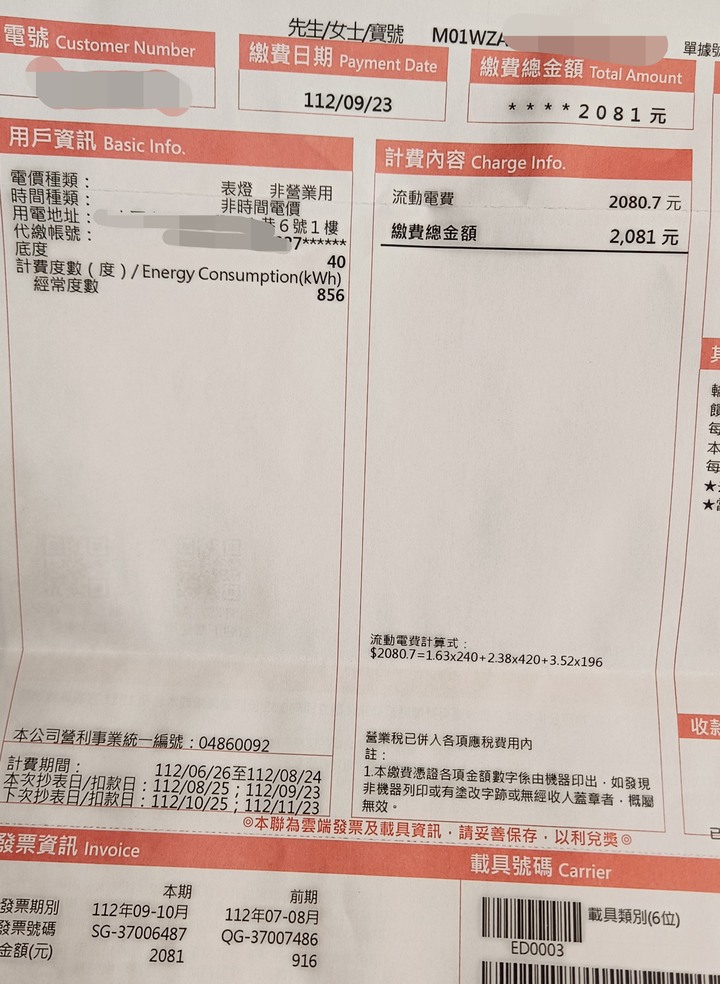 先生/女士/寶號 M01WZA
單據號
電號 Customer Number
繳費日期 Payment Date
112/09/23
繳費總金額 Total Amount
****2081元
用戶資訊 Basic Info.
電價種類： 表燈 非營業用
時間種類： 非時間電價
用電地址： 巷6號1樓
代繳帳號： 87******
底度 40
計費度數（度）/ Energy Consumption(kWh)
經常度數 856
本公司營利事業統一編號：04860092
計費期間： 112/06/26至112/08/24
本次抄表日/扣款日：112/08/25；112/09/23
下次抄表日/扣款日：112/10/25；112/11/23
計費內容 Charge Info.
流動電費 2080.7 元
繳費總金額 2,081 元
流動電費計算式：
$2080.7=1.63x240+2.38x420+3.52x196
營業稅已併入各項應稅費用內
註：
1.本繳費憑證各項金額數字係由機器印出，如發現
非機器列印或有塗改字跡或無經收人蓋章者，概屬
無效。
其
每
本
每
★
★
收款
◎本聯為雲端發票及載具資訊，請妥善保存，以利兌獎◎
發票資訊 Invoice
本期 前期
發票期別 112年09-10月 112年07-08月
發票號碼 SG-37006487 QG-37007486
金額(元) 2081 916
載具號碼 Carrier
載具類別(6位)
ED0003